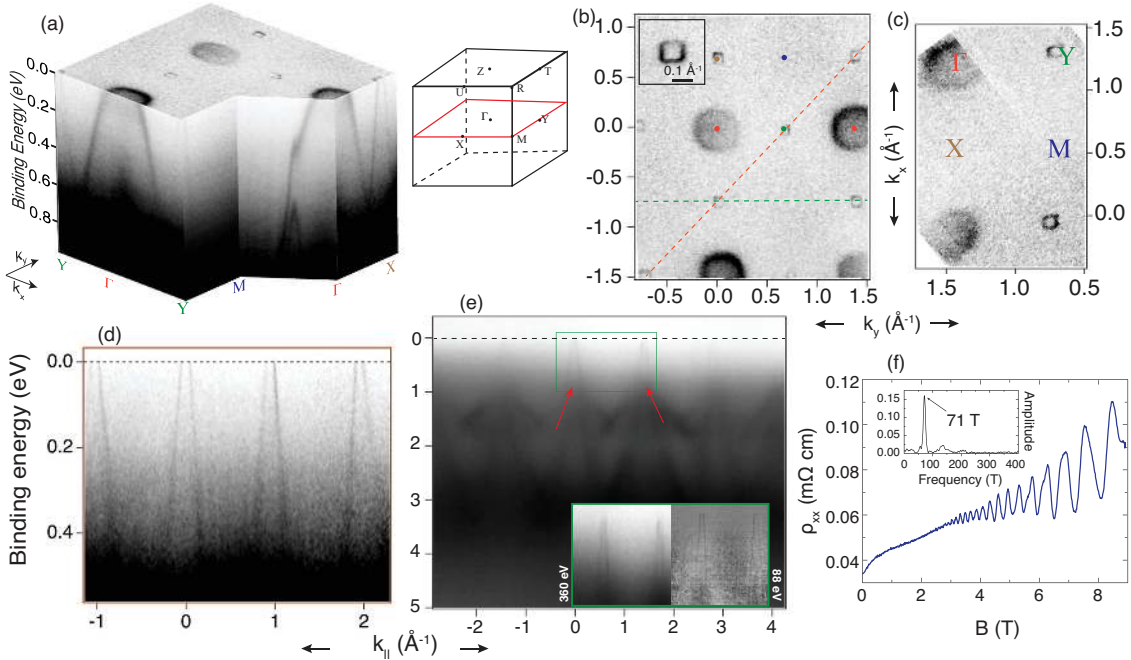 (a)
0.0
0.2
0.4
0.6
0.8
Binding Energy (eV)
ky
kx
Y
Γ
Y
M
Γ
X
Z
T
U
R
Γ
Y
X
M
(b)
1.0
0.5
0.0
-0.5
-1.0
-1.5
0.1 Å-1
-0.5
0.0
0.5
1.0
1.5
ky (Å-1)
(c)
Γ
Y
X
M
kx (Å-1)
1.5
1.0
0.5
0.0
1.5
1.0
0.5
(d)
Binding energy (eV)
0.0
0.2
0.4
-1
0
1
2
k|| (Å-1)
(e)
0
1
2
3
4
5
360 eV
88 eV
-2
-1
0
1
2
3
4
(f)
0.12
0.10
0.08
0.06
0.04
ρxx (mΩ cm)
0.15
0.10
0.05
0.00
71 T
Amplitude
0 100 200 300 400
Frequency (T)
0
2
4
6
8
B (T)